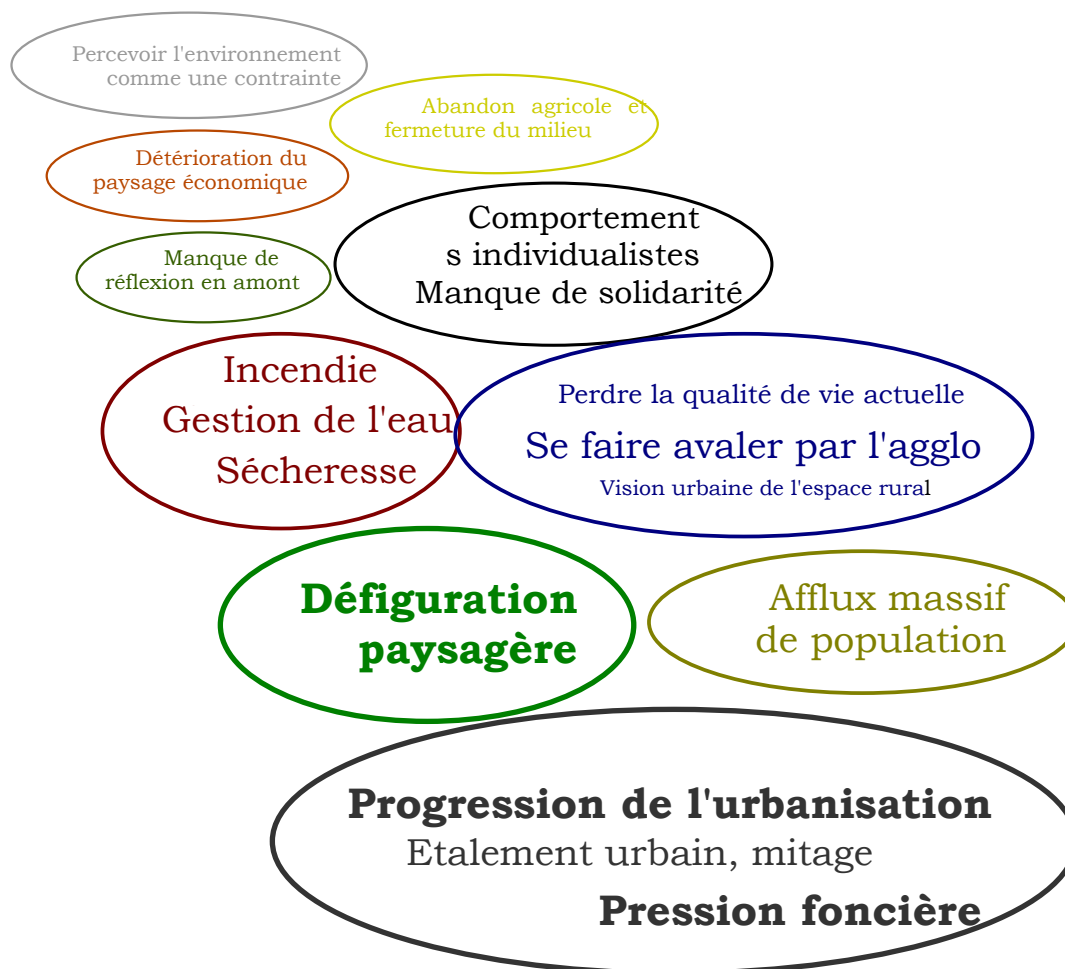 Percevoir l'environnement
comme une contrainte
Abandon agricole et
fermeture du milieu
Détérioration du
paysage économique
Comportement
s individualistes
Manque de solidarité
Manque de
réflexion en amont
Incendie
Gestion de l'eau
Sécheresse
Perdre la qualité de vie actuelle
Se faire avaler par l'agglo
Vision urbaine de l'espace rural
Défiguration
paysagère
Afflux massif
de population
Progression de l'urbanisation
Etalement urbain, mitage
Pression foncière